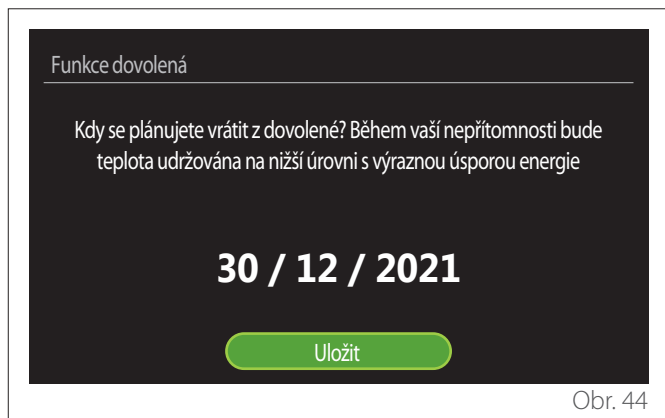 Funkce dovolená
Kdy se plánujete vrátit z dovolené? Během vaší nepřítomnosti bude
teplota udržována na nižší úrovni s výraznou úsporou energie
30 / 12 / 2021
Uložit
Obr. 44